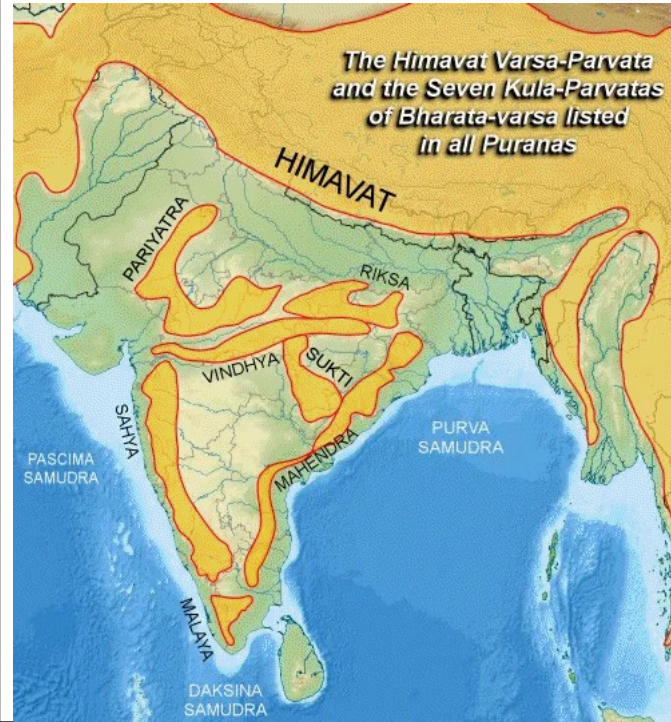 The Himavat Varsa-Parvata
and the Seven Kula-Parvatas
of Bharata-varsa listed
in all Puranas
HIMAVAT
PARIYATRA
RIKSA
VINDHYA
SUKTI
SAHYA
PASCIMA
SAMUDRA
PURVA
SAMUDRA
MAHENDRA
MALAYA
DAKSINA
SAMUDRA